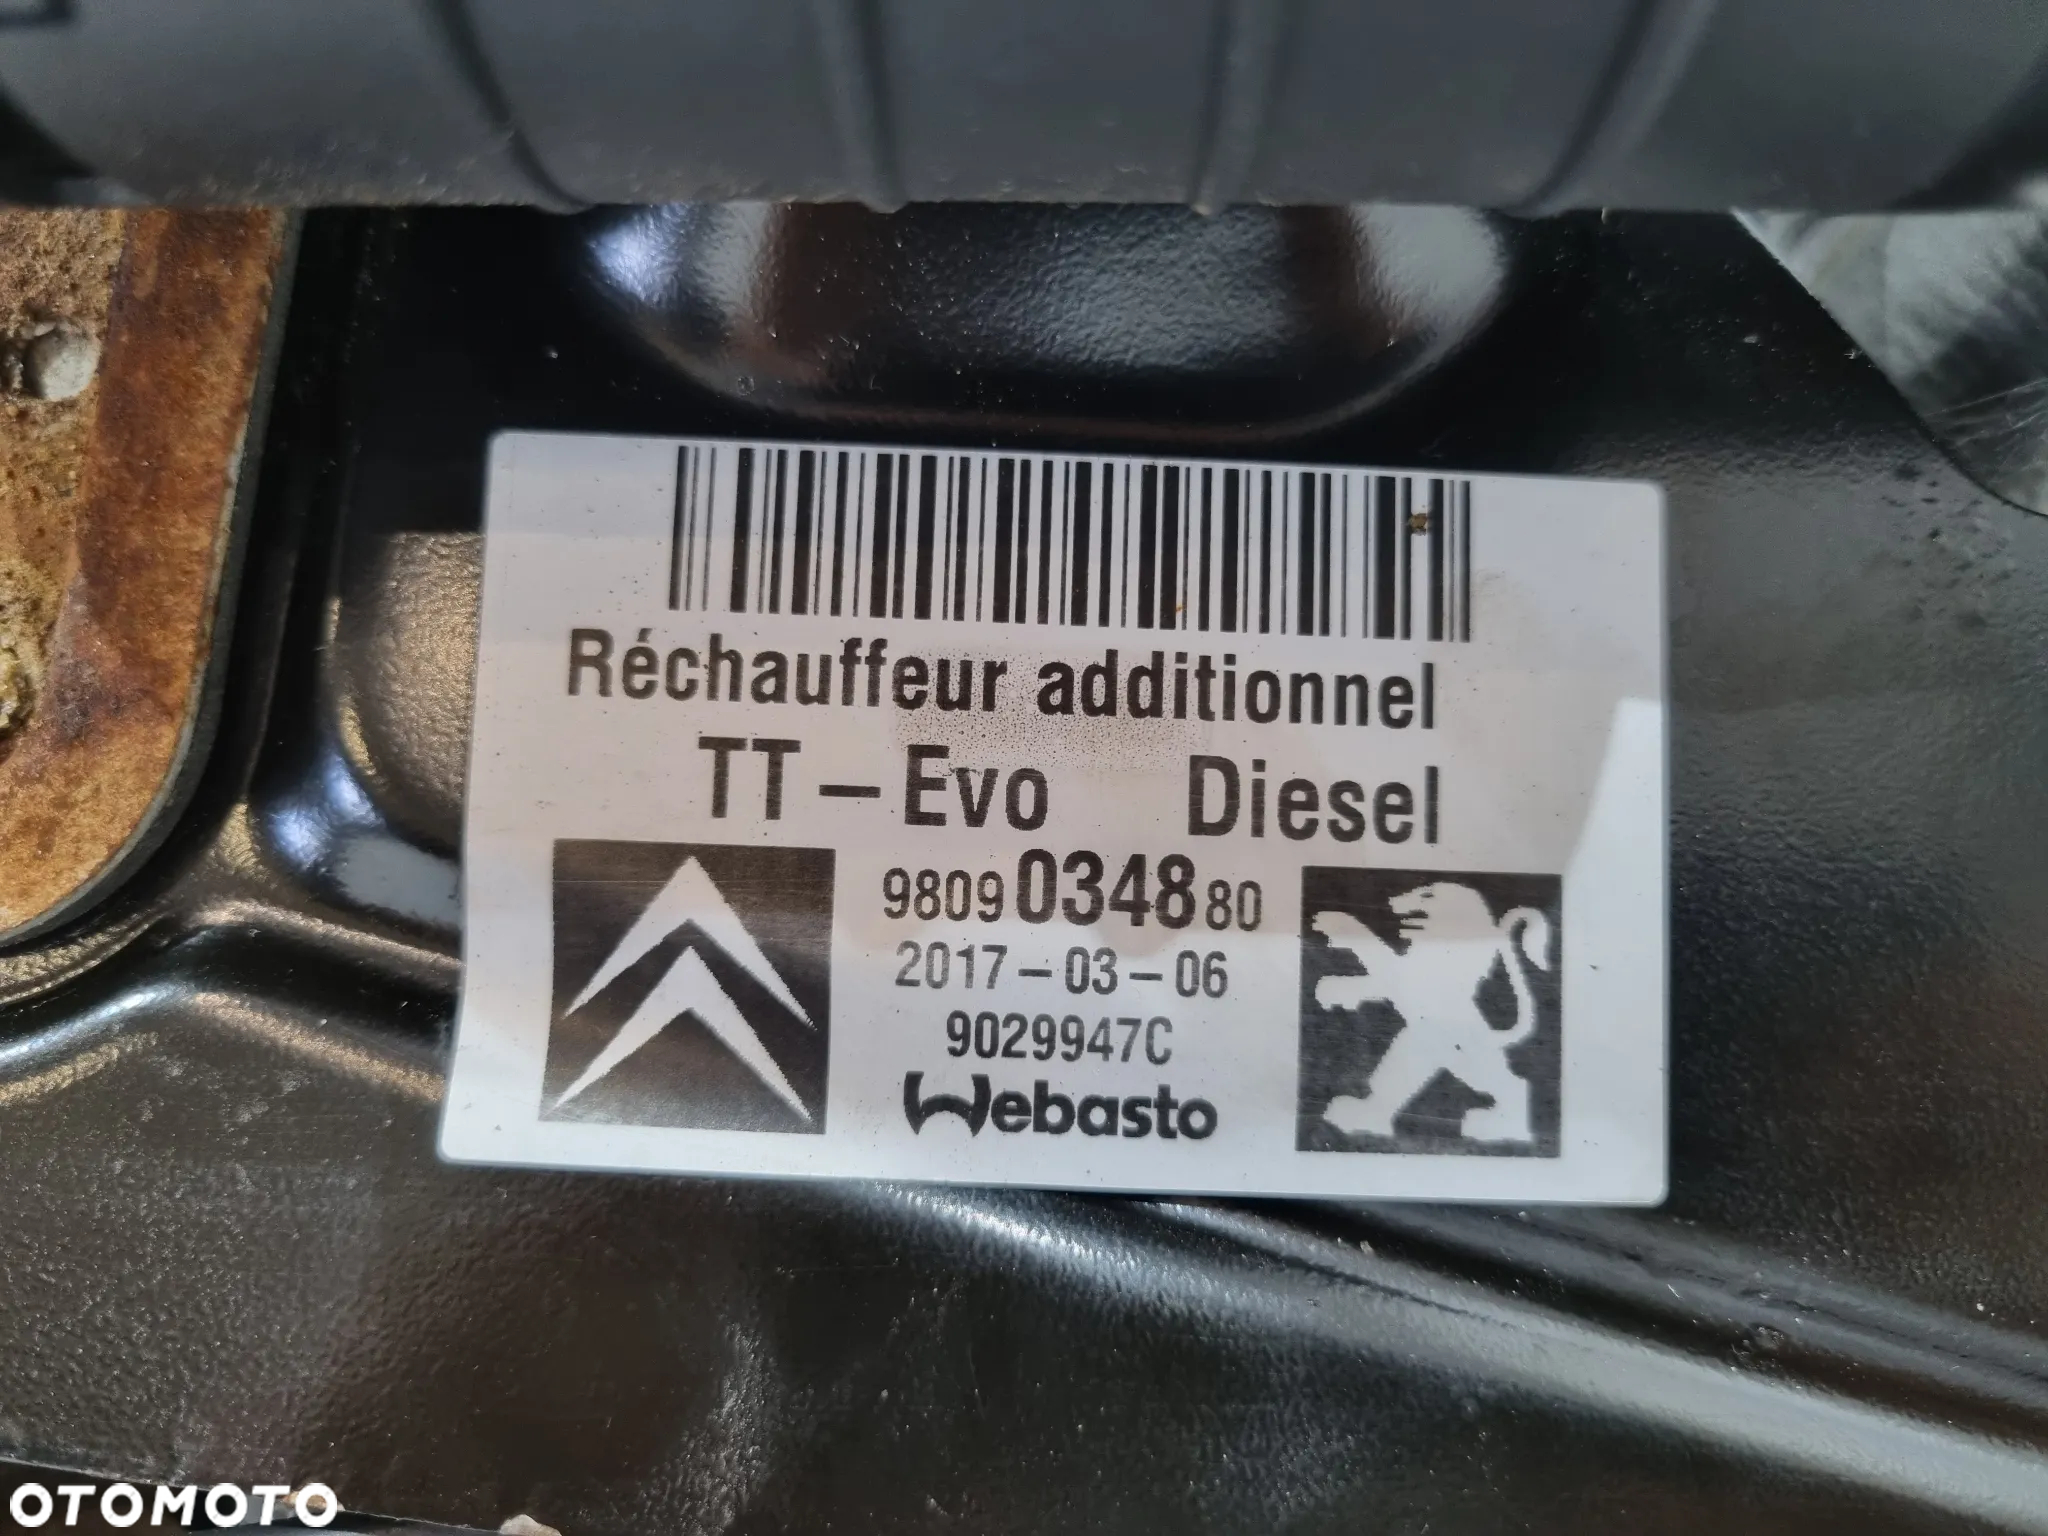 Réchauffeur additionnel
TT-Evo Diesel
9809034880
2017-03-06
9029947C
Webasto
OTOMOTO